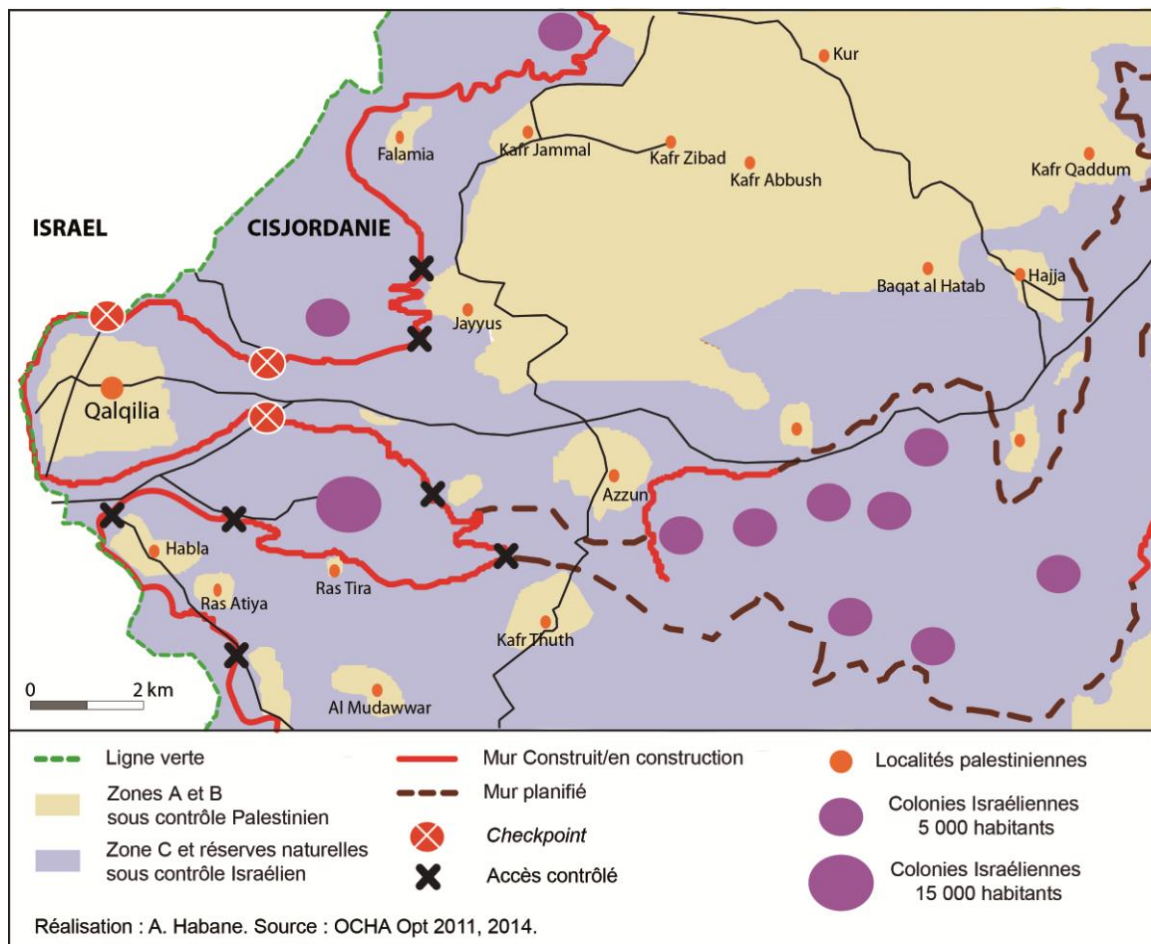 Kur
Falamia
Kafr Jammal
Kafr Zibad
Kafr Abbush
Kafr Qaddum
ISRAEL
CISJORDANIE
Baqat al Hatab
Hajja
Jayyus
Qalqilia
Azzun
Habla
Ras Atiya
Ras Tira
Kafr Thuth
Al Mudawwar
0 2 km
Ligne verte
Zones A et B
sous contrôle Palestinien
Zone C et réserves naturelles
sous contrôle Israélien
Mur Construit/en construction
Mur planifié
Checkpoint
Accès contrôlé
Localités palestiniennes
Colonies Israéliennes
5 000 habitants
Colonies Israéliennes
15 000 habitants
Réalisation : A. Habane. Source : OCHA Opt 2011, 2014.